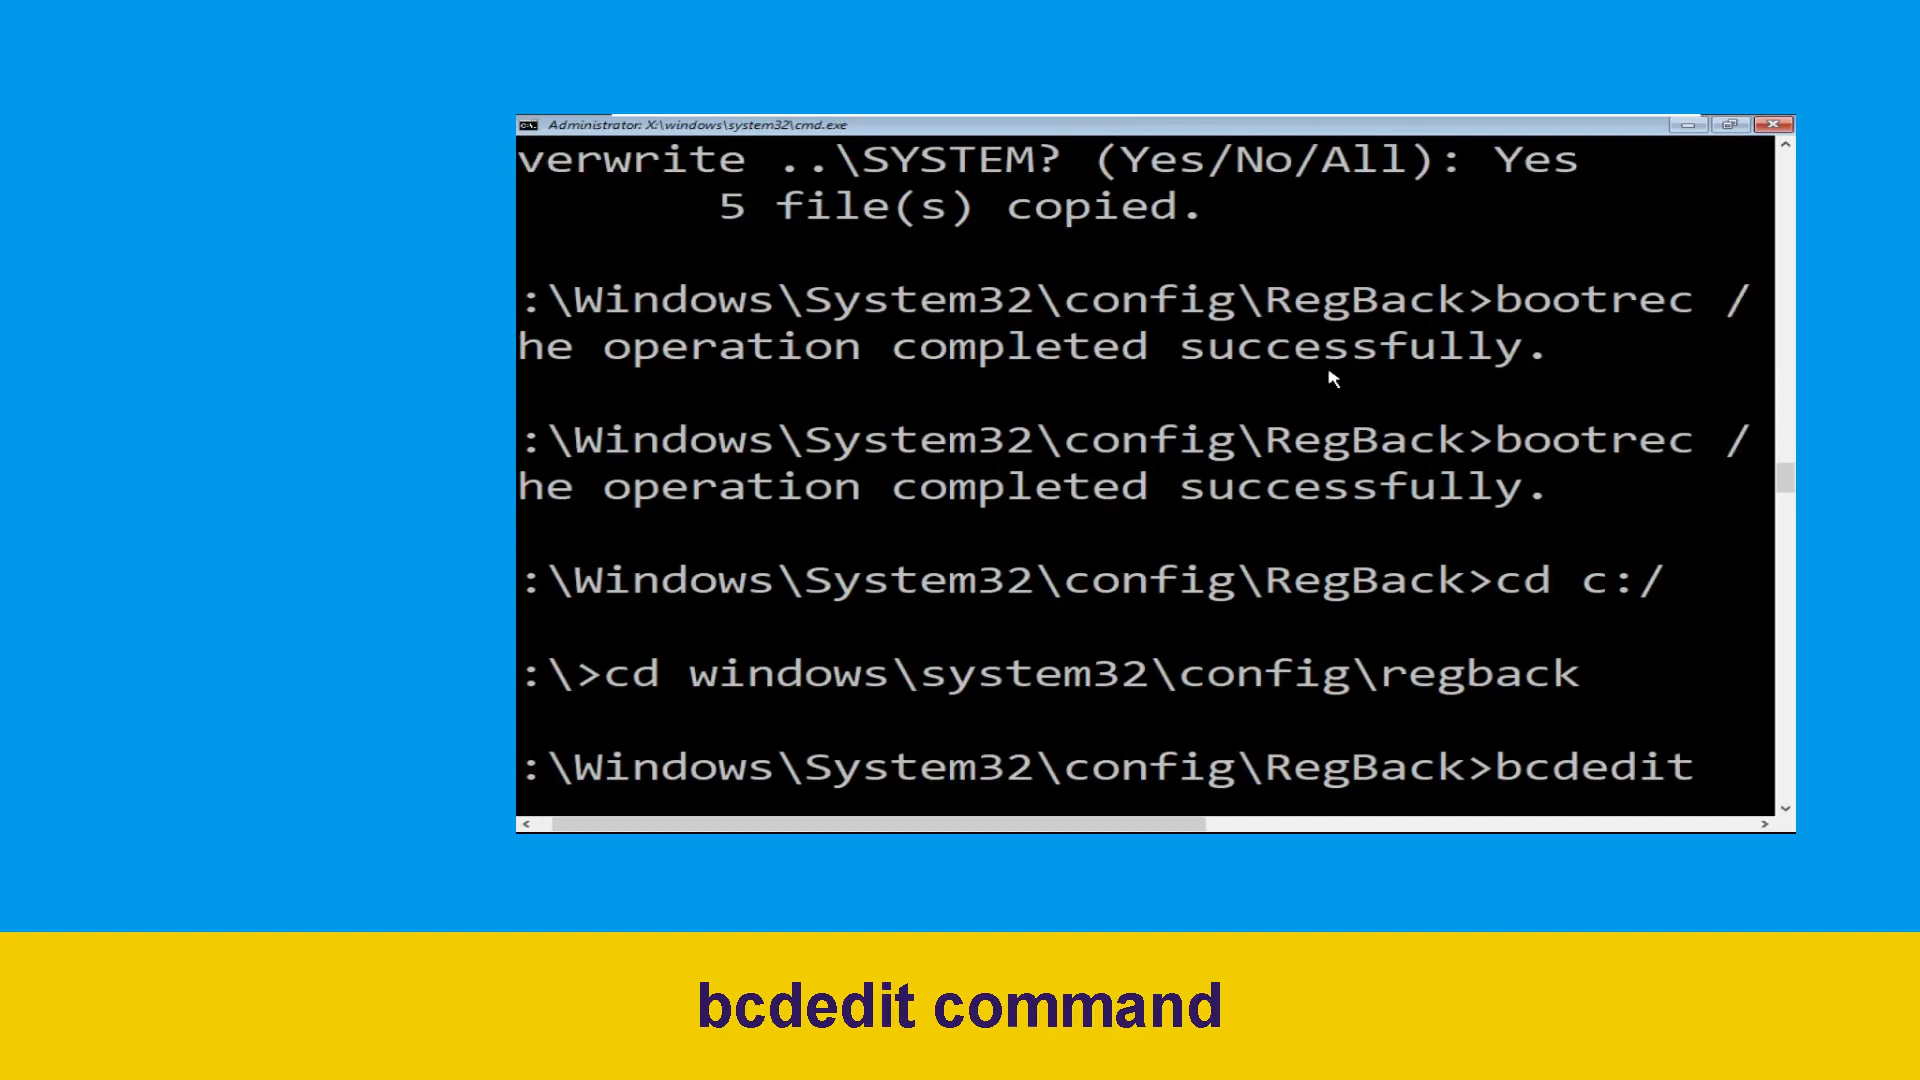 Administrator: X:\windows\system32\cmd.exe
verwrite ..\SYSTEM? (Yes/No/All): Yes
5 file(s) copied.
:\Windows\System32\config\RegBack>bootrec /
he operation completed successfully.
:\Windows\System32\config\RegBack>bootrec /
he operation completed successfully.
:\Windows\System32\config\RegBack>cd c:/
:\>cd windows\system32\config\regback
:\Windows\System32\config\RegBack>bcdedit
bcdedit command